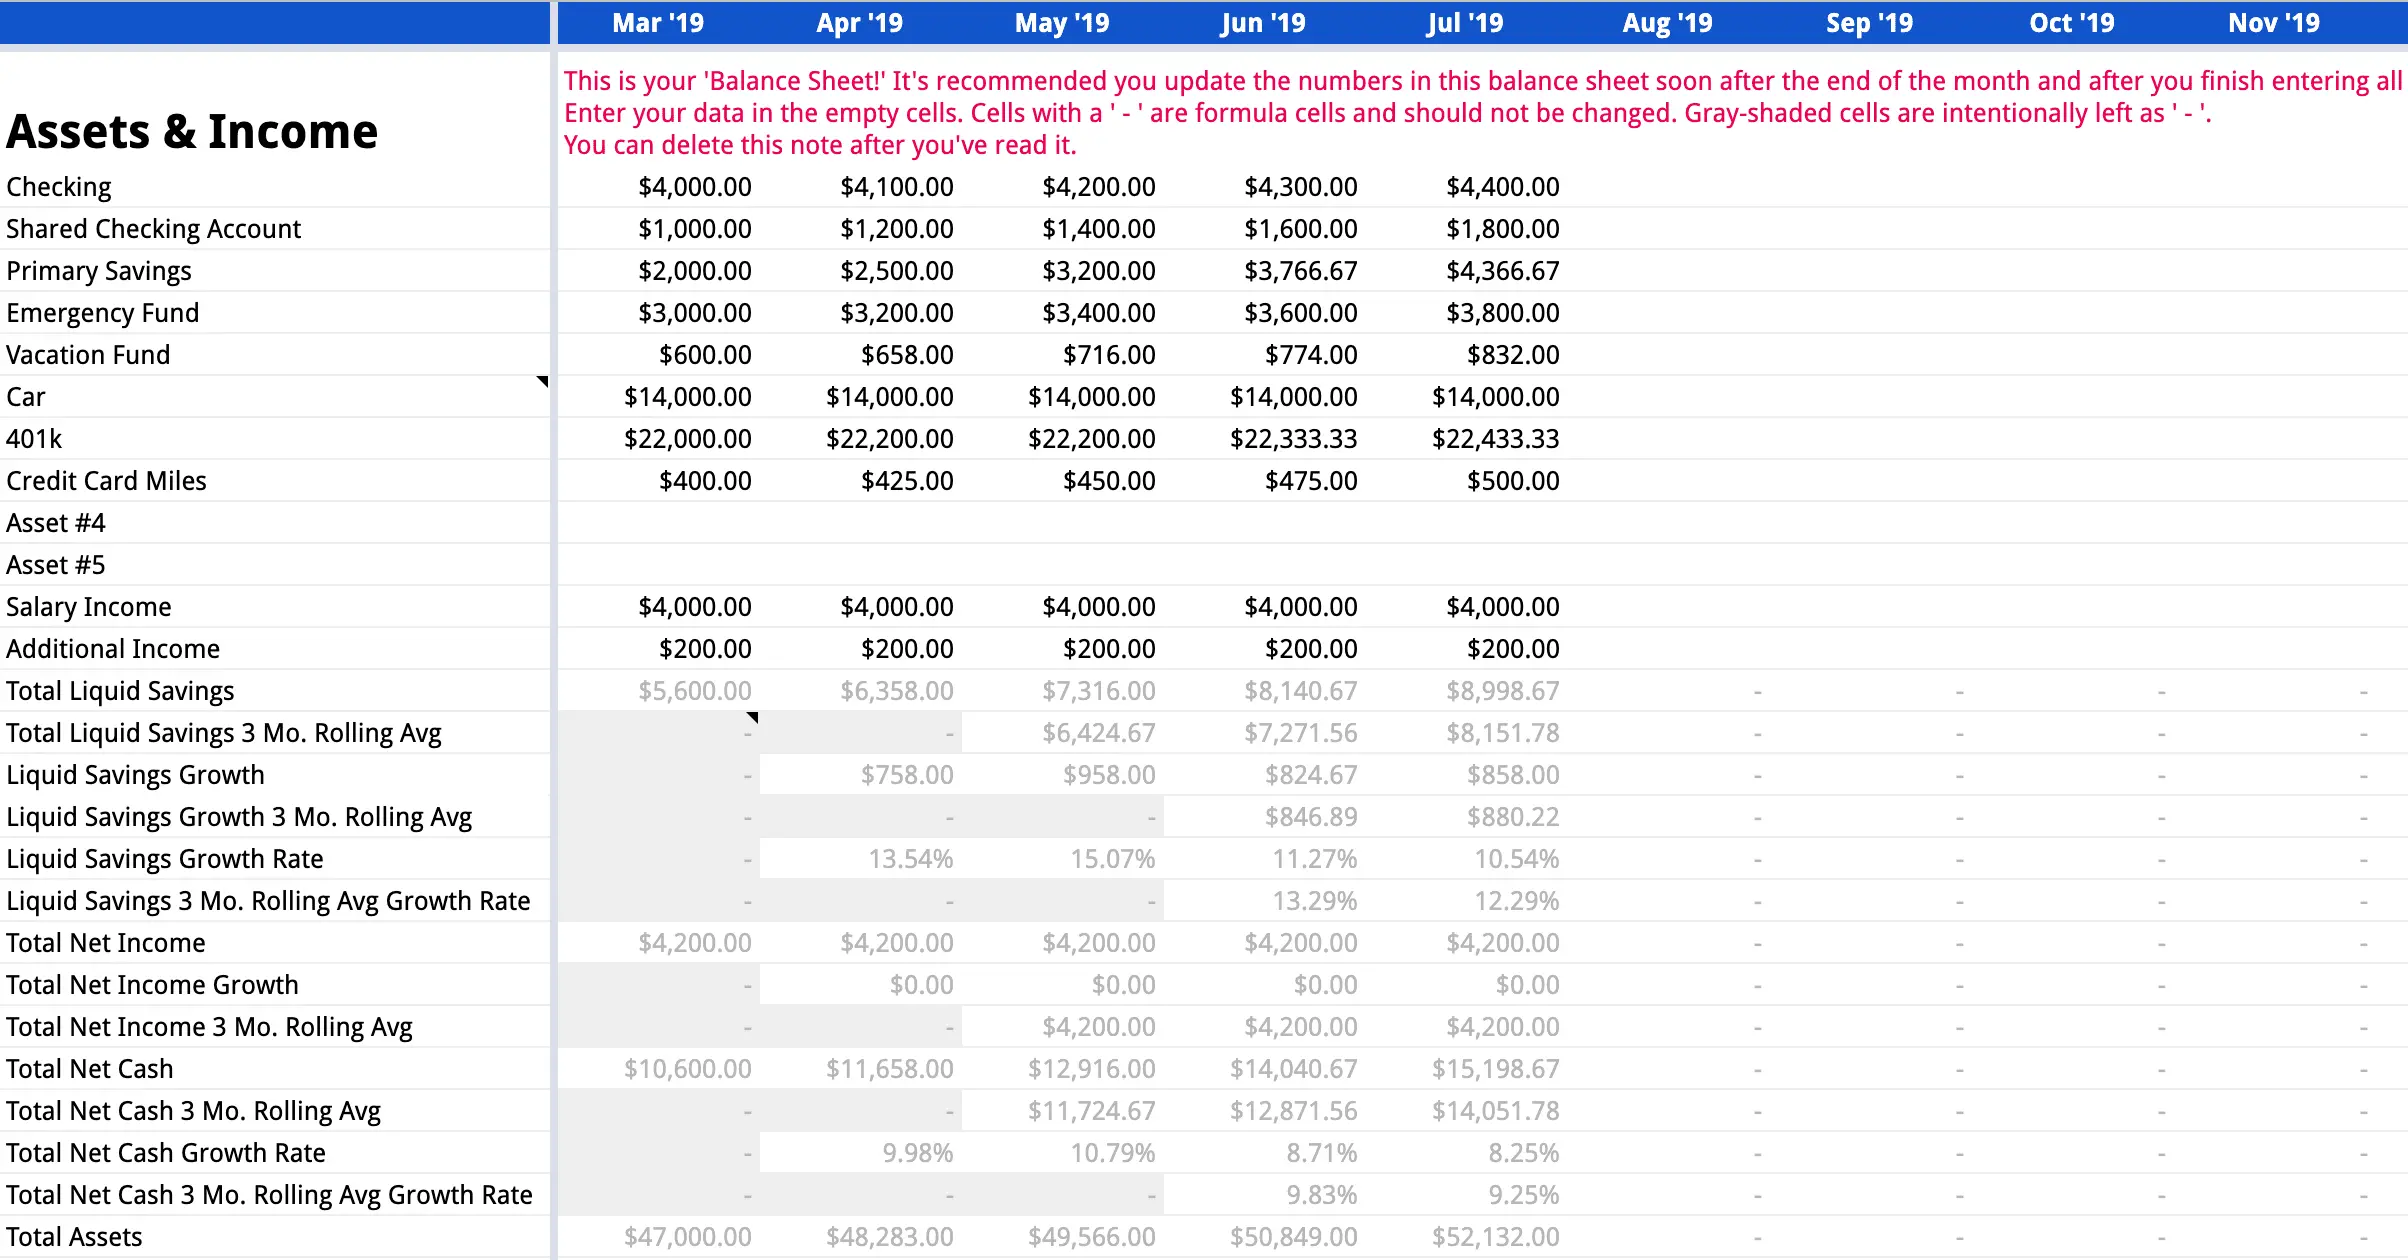 Mar '19 Apr '19 May '19 Jun '19 Jul '19 Aug '19 Sep '19 Oct '19 Nov '19
This is your 'Balance Sheet!' It's recommended you update the numbers in this balance sheet soon after the end of the month and after you finish entering all
Enter your data in the empty cells. Cells with a ' - ' are formula cells and should not be changed. Gray-shaded cells are intentionally left as ' - '.
You can delete this note after you've read it.
Assets & Income
Checking $4,000.00 $4,100.00 $4,200.00 $4,300.00 $4,400.00
Shared Checking Account $1,000.00 $1,200.00 $1,400.00 $1,600.00 $1,800.00
Primary Savings $2,000.00 $2,500.00 $3,200.00 $3,766.67 $4,366.67
Emergency Fund $3,000.00 $3,200.00 $3,400.00 $3,600.00 $3,800.00
Vacation Fund $600.00 $658.00 $716.00 $774.00 $832.00
Car $14,000.00 $14,000.00 $14,000.00 $14,000.00 $14,000.00
401k $22,000.00 $22,200.00 $22,200.00 $22,333.33 $22,433.33
Credit Card Miles $400.00 $425.00 $450.00 $475.00 $500.00
Asset #4
Asset #5
Salary Income $4,000.00 $4,000.00 $4,000.00 $4,000.00 $4,000.00
Additional Income $200.00 $200.00 $200.00 $200.00 $200.00
Total Liquid Savings $5,600.00 $6,358.00 $7,316.00 $8,140.67 $8,998.67 - - - -
Total Liquid Savings 3 Mo. Rolling Avg - - $6,424.67 $7,271.56 $8,151.78 - - - -
Liquid Savings Growth - $758.00 $958.00 $824.67 $858.00 - - - -
Liquid Savings Growth 3 Mo. Rolling Avg - - - $846.89 $880.22 - - - -
Liquid Savings Growth Rate - 13.54% 15.07% 11.27% 10.54% - - - -
Liquid Savings 3 Mo. Rolling Avg Growth Rate - - - 13.29% 12.29% - - - -
Total Net Income $4,200.00 $4,200.00 $4,200.00 $4,200.00 $4,200.00 - - - -
Total Net Income Growth - $0.00 $0.00 $0.00 $0.00 - - - -
Total Net Income 3 Mo. Rolling Avg - - $4,200.00 $4,200.00 $4,200.00 - - - -
Total Net Cash $10,600.00 $11,658.00 $12,916.00 $14,040.67 $15,198.67 - - - -
Total Net Cash 3 Mo. Rolling Avg - - $11,724.67 $12,871.56 $14,051.78 - - - -
Total Net Cash Growth Rate - 9.98% 10.79% 8.71% 8.25% - - - -
Total Net Cash 3 Mo. Rolling Avg Growth Rate - - - 9.83% 9.25% - - - -
Total Assets $47,000.00 $48,283.00 $49,566.00 $50,849.00 $52,132.00 - - - -